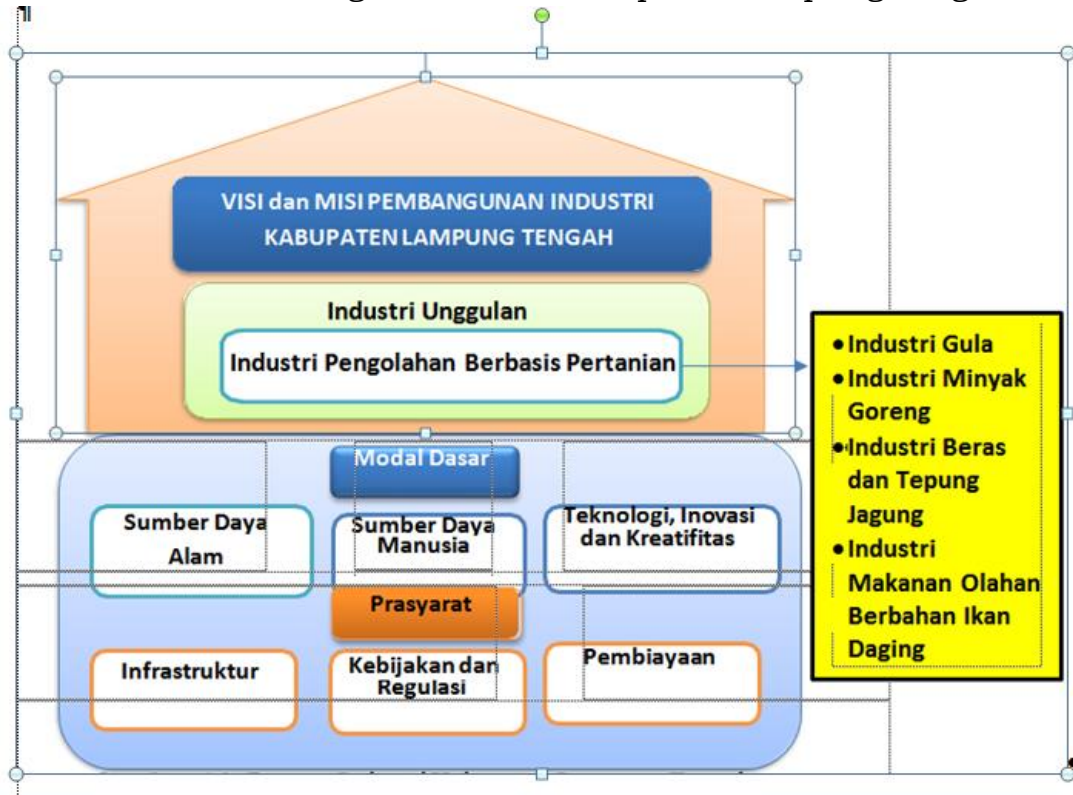 VISI dan MISI PEMBANGUNAN INDUSTRI
KABUPATEN LAMPUNG TENGAH
Industri Unggulan
Industri Pengolahan Berbasis Pertanian
•Industri Gula
•Industri Minyak
Goreng
•Industri Beras
dan Tepung
Jagung
•Industri
Makanan Olahan
Berbahan Ikan
Daging
Modal Dasar
Sumber Daya
Alam
Sumber Daya
Manusia
Teknologi, Inovasi
dan Kreatifitas
Prasyarat
Infrastruktur
Kebijakan dan
Regulasi
Pembiayaan